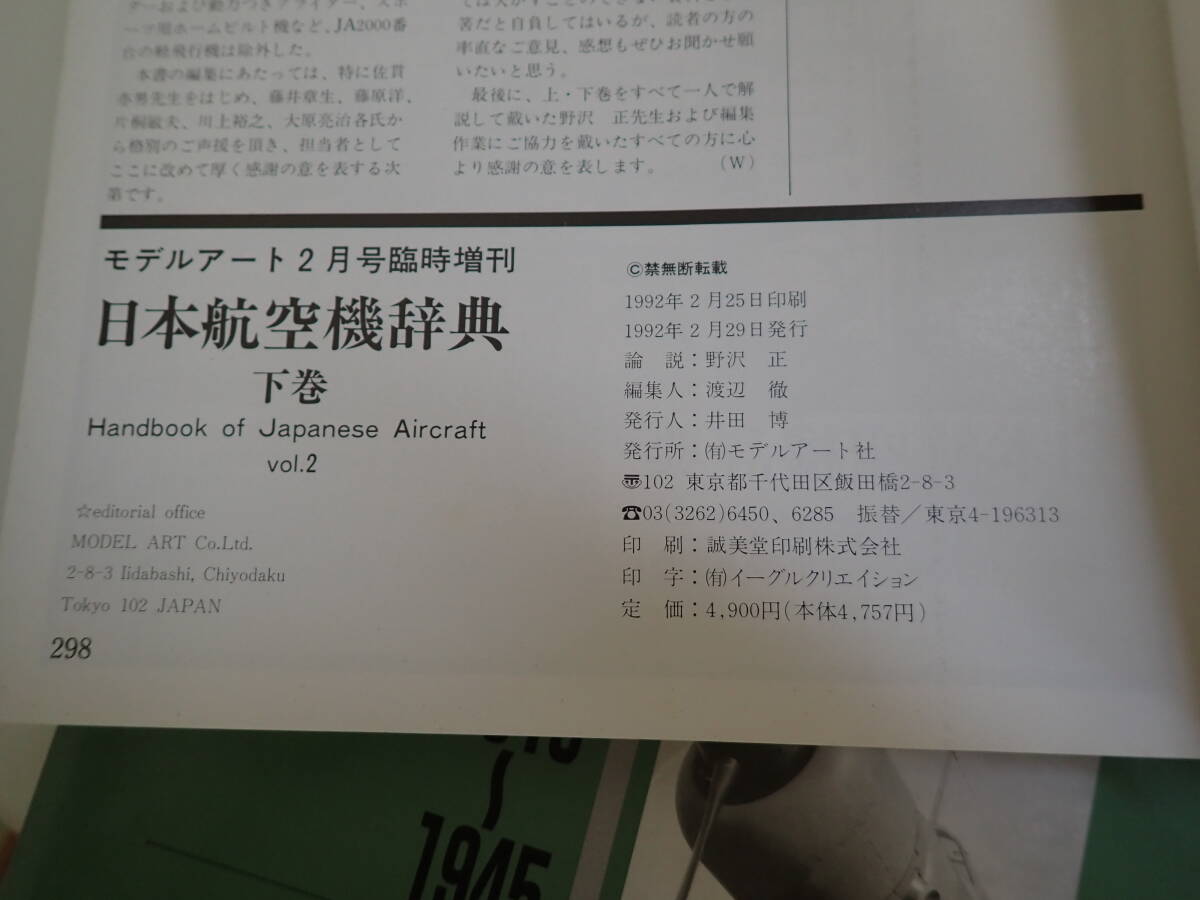 ーツ用ホームビルト機など、JA2000番
台の軽飛行機は除外した。
本書の編集にあたっては、特に佐貫
亦男先生をはじめ、藤井章生、藤原洋、
片桐敏夫、川上裕之、大原亮治各氏か
ら格別のご声援を頂き、担当者として
ここに改めて厚く感謝の意を表する次
第です。
筈だと自負してはいるが、読者の方の
率直なご意見、感想もぜひお聞かせ願
いたいと思う。
最後に、上・下巻をすべて一人で解
説して戴いた野沢　正先生および編集
作業にご協力を戴いたすべての方に心
より感謝の意を表します。　（W）
モデルアート2月号臨時増刊
日本航空機辞典
下巻
Handbook of Japanese Aircraft
vol.2
☆editorial office
MODEL ART Co.Ltd.
2-8-3 Iidabashi, Chiyodaku
Tokyo 102 JAPAN
298
©禁無断転載
1992年2月25日印刷
1992年2月29日発行
論　説：野沢　正
編集人：渡辺　徹
発行人：井田　博
発行所：㈲モデルアート社
〠102 東京都千代田区飯田橋2-8-3
☎03(3262)6450、6285　振替／東京4-196313
印　刷：誠美堂印刷株式会社
印　字：㈲イーグルクリエイション
定　価：4,900円(本体4,757円)
1945